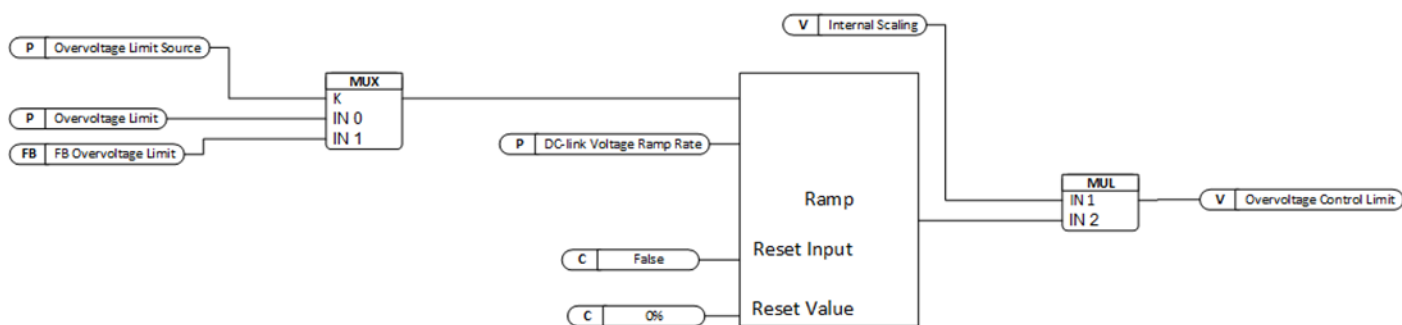 V Internal Scaling
P Overvoltage Limit Source
MUX
K
P Overvoltage Limit
IN 0
IN 1
FB FB Overvoltage Limit
P DC-link Voltage Ramp Rate
Ramp
MUL
IN 1
IN 2
V Overvoltage Control Limit
C False
Reset Input
C 0%
Reset Value